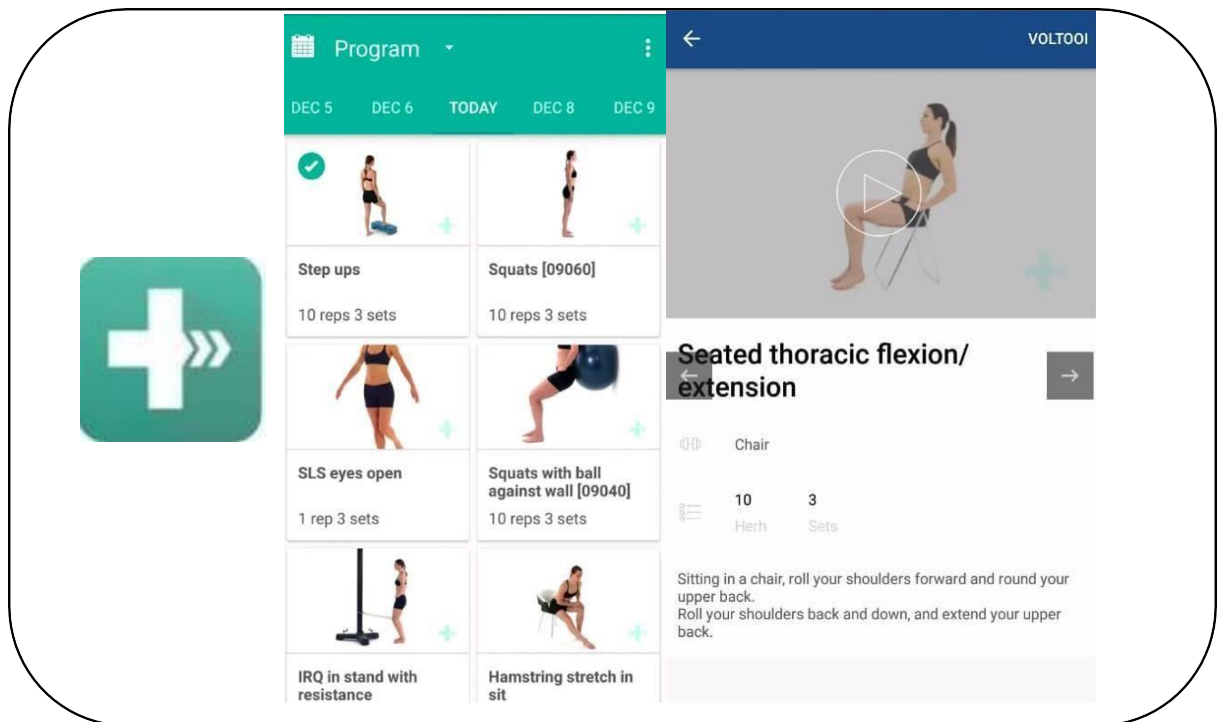 Program
DEC 5 DEC 6 TODAY DEC 8 DEC 9
Step ups
10 reps 3 sets
Squats [09060]
10 reps 3 sets
SLS eyes open
1 rep 3 sets
Squats with ball
against wall [09040]
10 reps 3 sets
IRQ in stand with
resistance
Hamstring stretch in
sit
VOLTOOI
Seated thoracic flexion/
extension
Chair
10 3
Herh Sets
Sitting in a chair, roll your shoulders forward and round your
upper back.
Roll your shoulders back and down, and extend your upper
back.